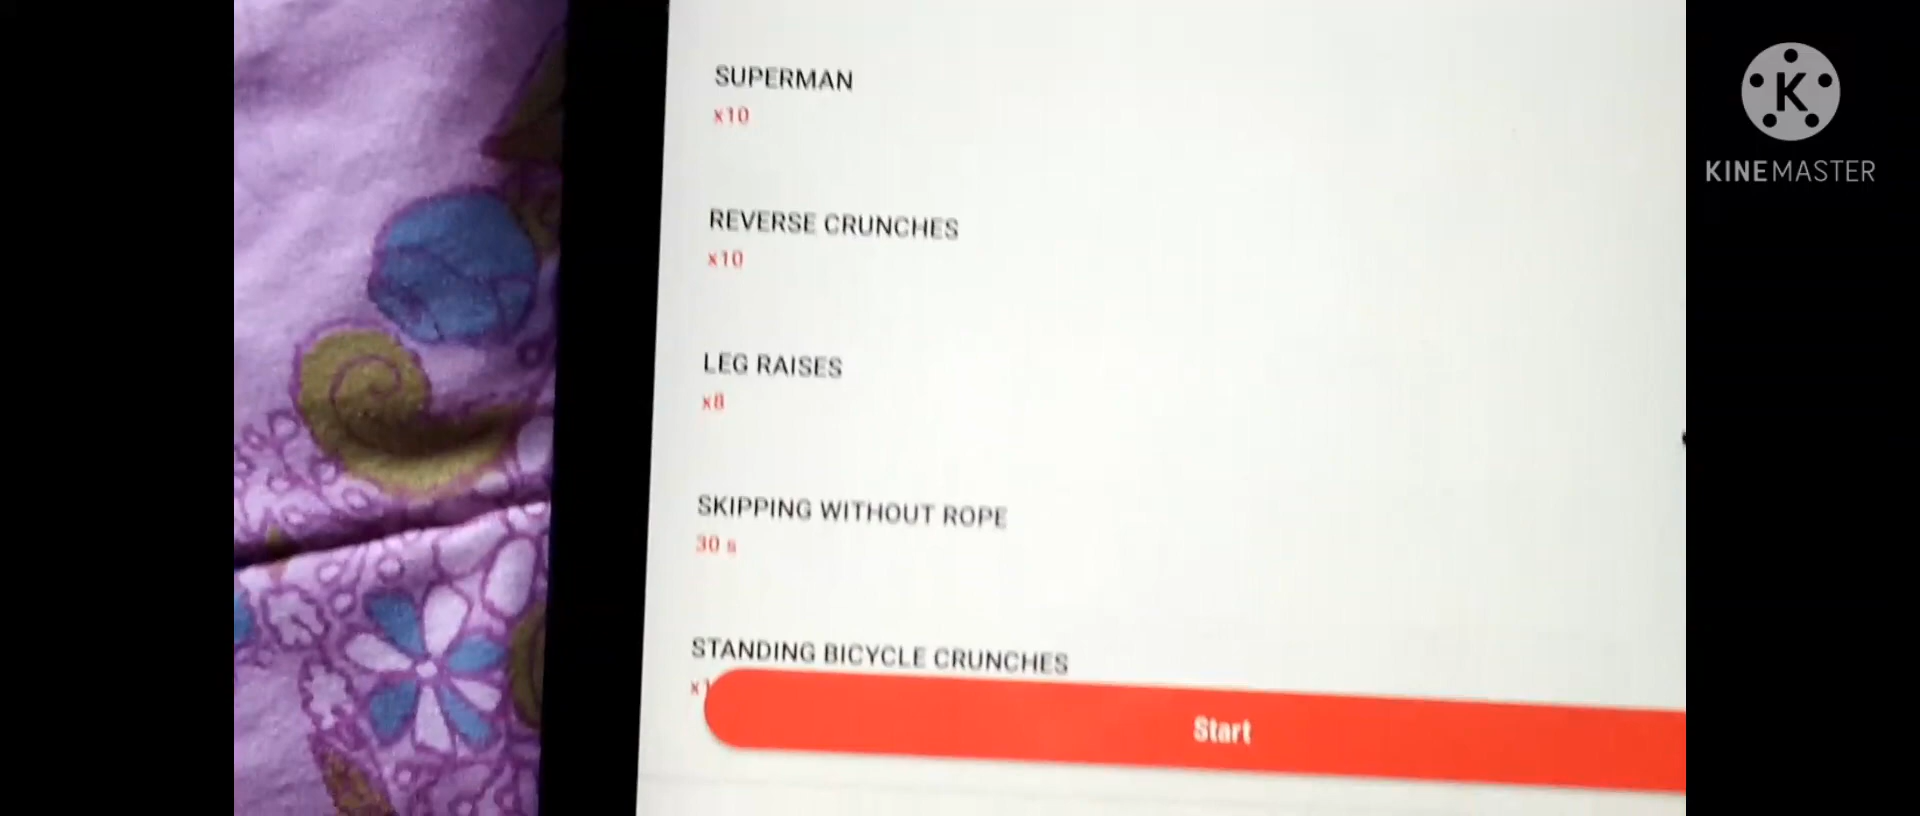 SUPERMAN
x10
REVERSE CRUNCHES
x10
LEG RAISES
x8
SKIPPING WITHOUT ROPE
30 s
STANDING BICYCLE CRUNCHES
Start
K
KINEMASTER